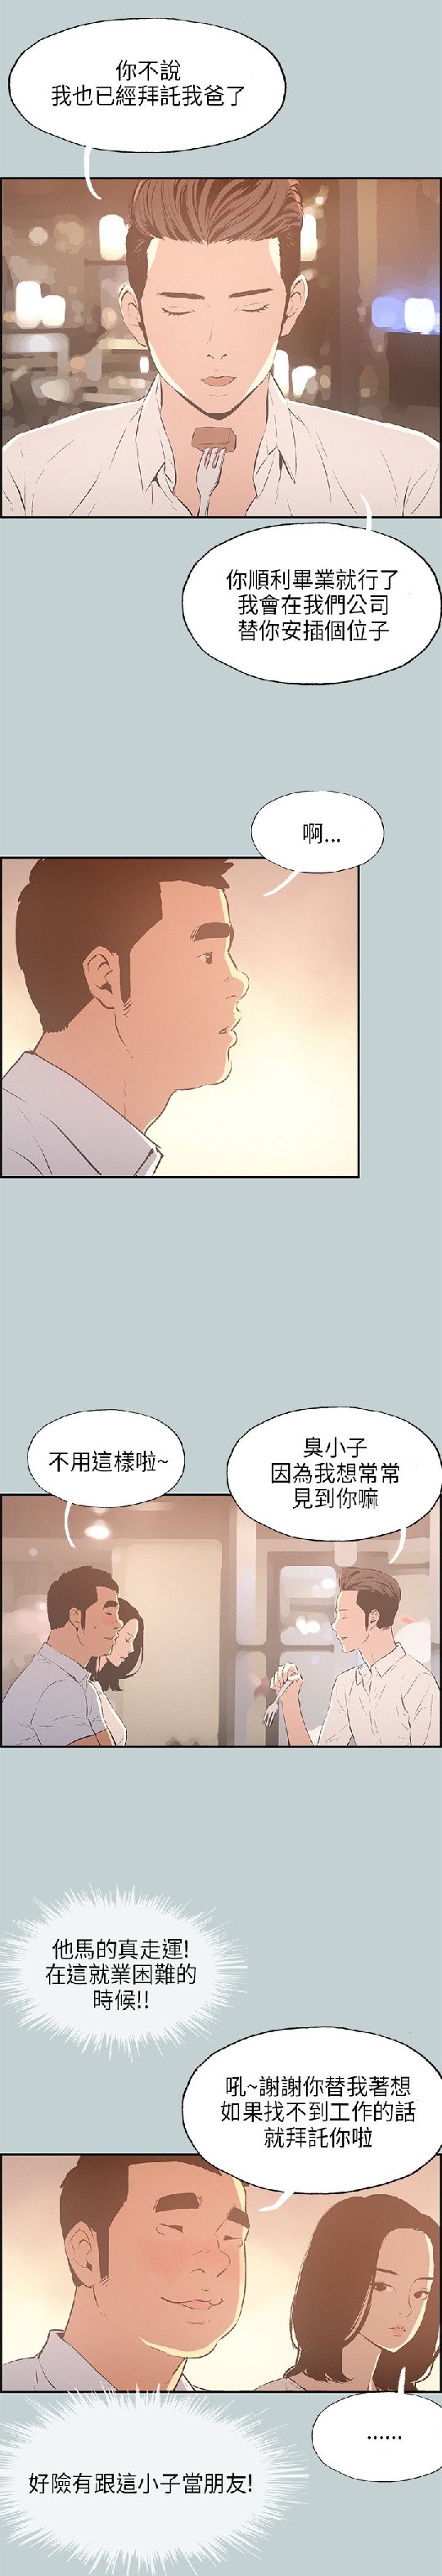 你不說
我也已經拜託我爸了
你順利畢業就行了
我會在我們公司
替你安插個位子
啊...
不用這樣啦~
臭小子
因為我想常常
見到你嘛
他馬的真走運!
在這就業困難的
時候!!
吼~謝謝你替我著想
如果找不到工作的話
就拜託你啦
......
好險有跟這小子當朋友!